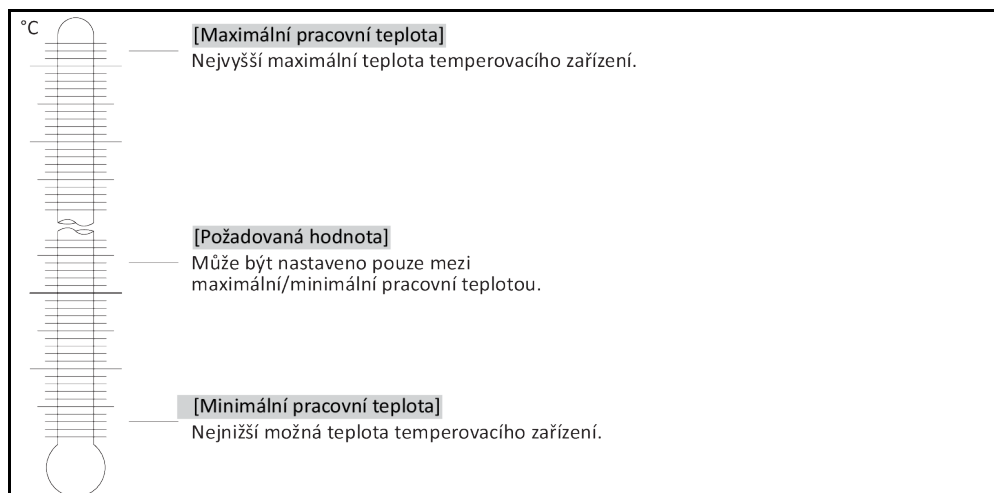 °C
[Maximální pracovní teplota]
Nejvyšší maximální teplota temperovacího zařízení.
[Požadovaná hodnota]
Může být nastaveno pouze mezi
maximální/minimální pracovní teplotou.
[Minimální pracovní teplota]
Nejnižší možná teplota temperovacího zařízení.